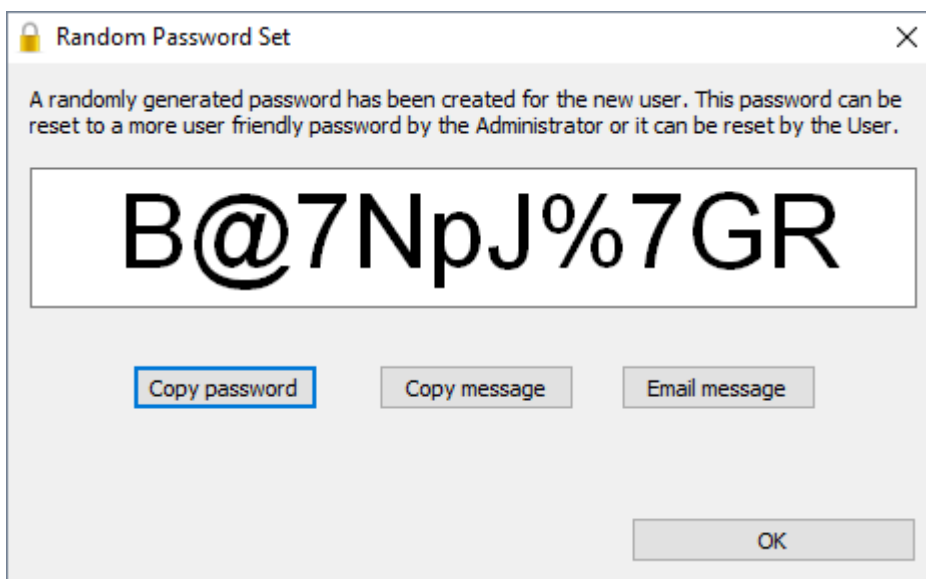 Random Password Set
A randomly generated password has been created for the new user. This password can be
reset to a more user friendly password by the Administrator or it can be reset by the User.
B@7NpJ%7GR
Copy password
Copy message
Email message
OK